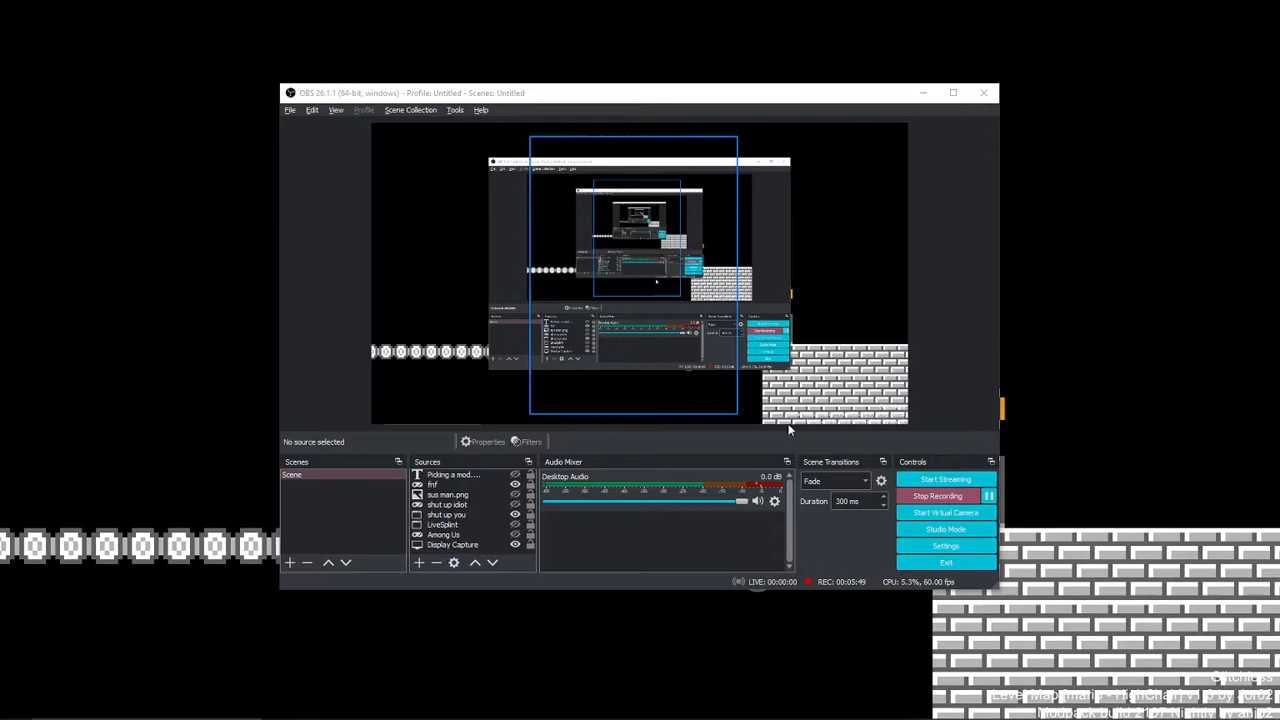 OBS 26.1.1 (64-bit, windows) - Profile: Untitled - Scenes: Untitled
File Edit View Profile Scene Collection Tools Help
No source selected Properties Filters
Scenes Sources Audio Mixer Scene Transitions Controls
Scene
Picking a mod....
fnf
sus man.png
shut up idiot
shut up you
LiveSplint
Among Us
Display Capture
Desktop Audio 0.0 dB
Fade
Duration 300 ms
Start Streaming
Stop Recording
Start Virtual Camera
Studio Mode
Settings
Exit
LIVE: 00:00:00 REC: 00:05:49 CPU: 5.3%, 60.00 fps
Glitchless